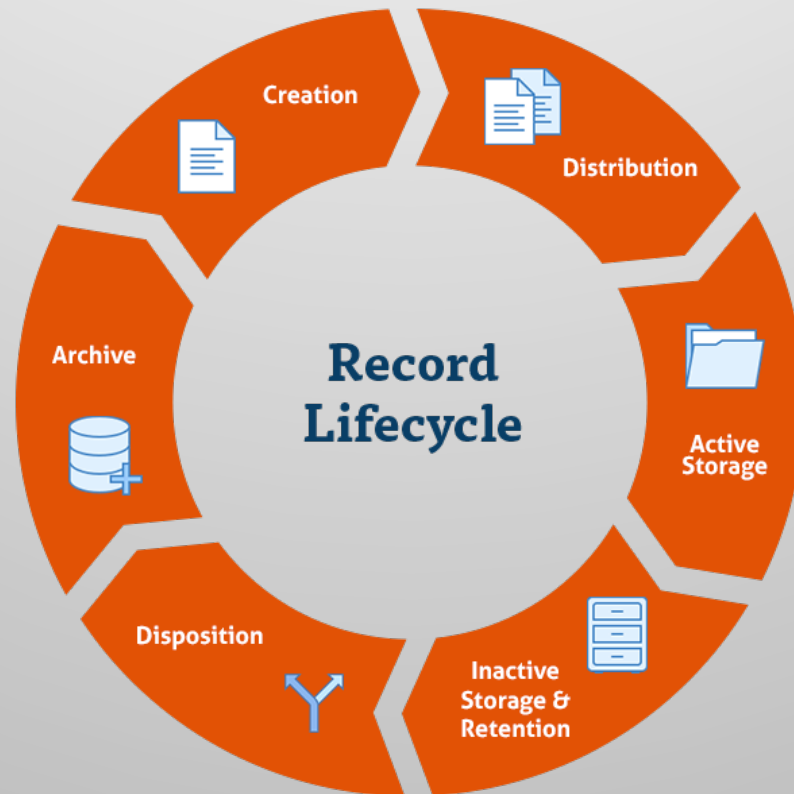 Creation
Distribution
Archive
Record
Lifecycle
Active
Storage
Disposition
Inactive
Storage &
Retention